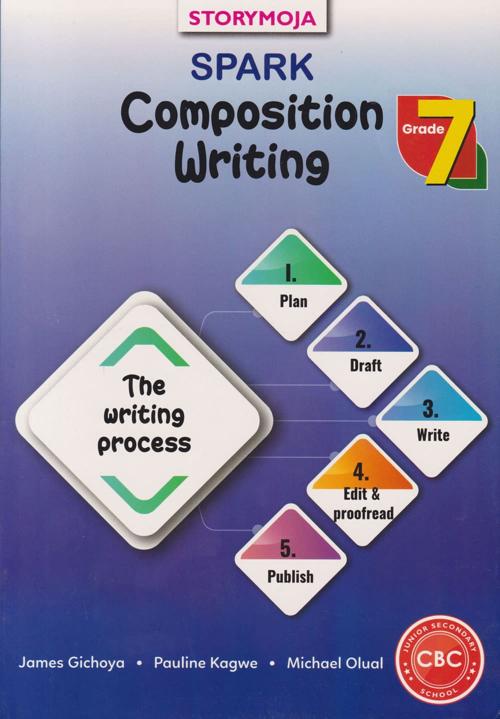 STORYMOJA
SPARK
Composition
Writing
Grade 7
The
writing
process
1.
Plan
2.
Draft
3.
Write
4.
Edit &
proofread
5.
Publish
James Gichoya • Pauline Kagwe • Michael Olual
JUNIOR SECONDARY
CBC
SCHOOL